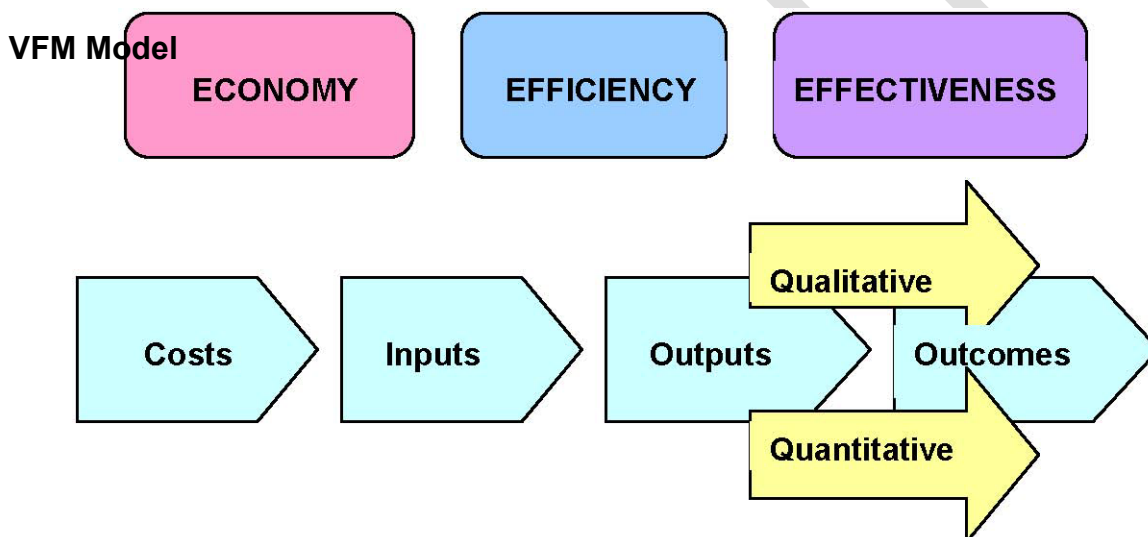 VFM Model
ECONOMY
EFFICIENCY
EFFECTIVENESS
Qualitative
Costs
Inputs
Outputs
Outcomes
Quantitative